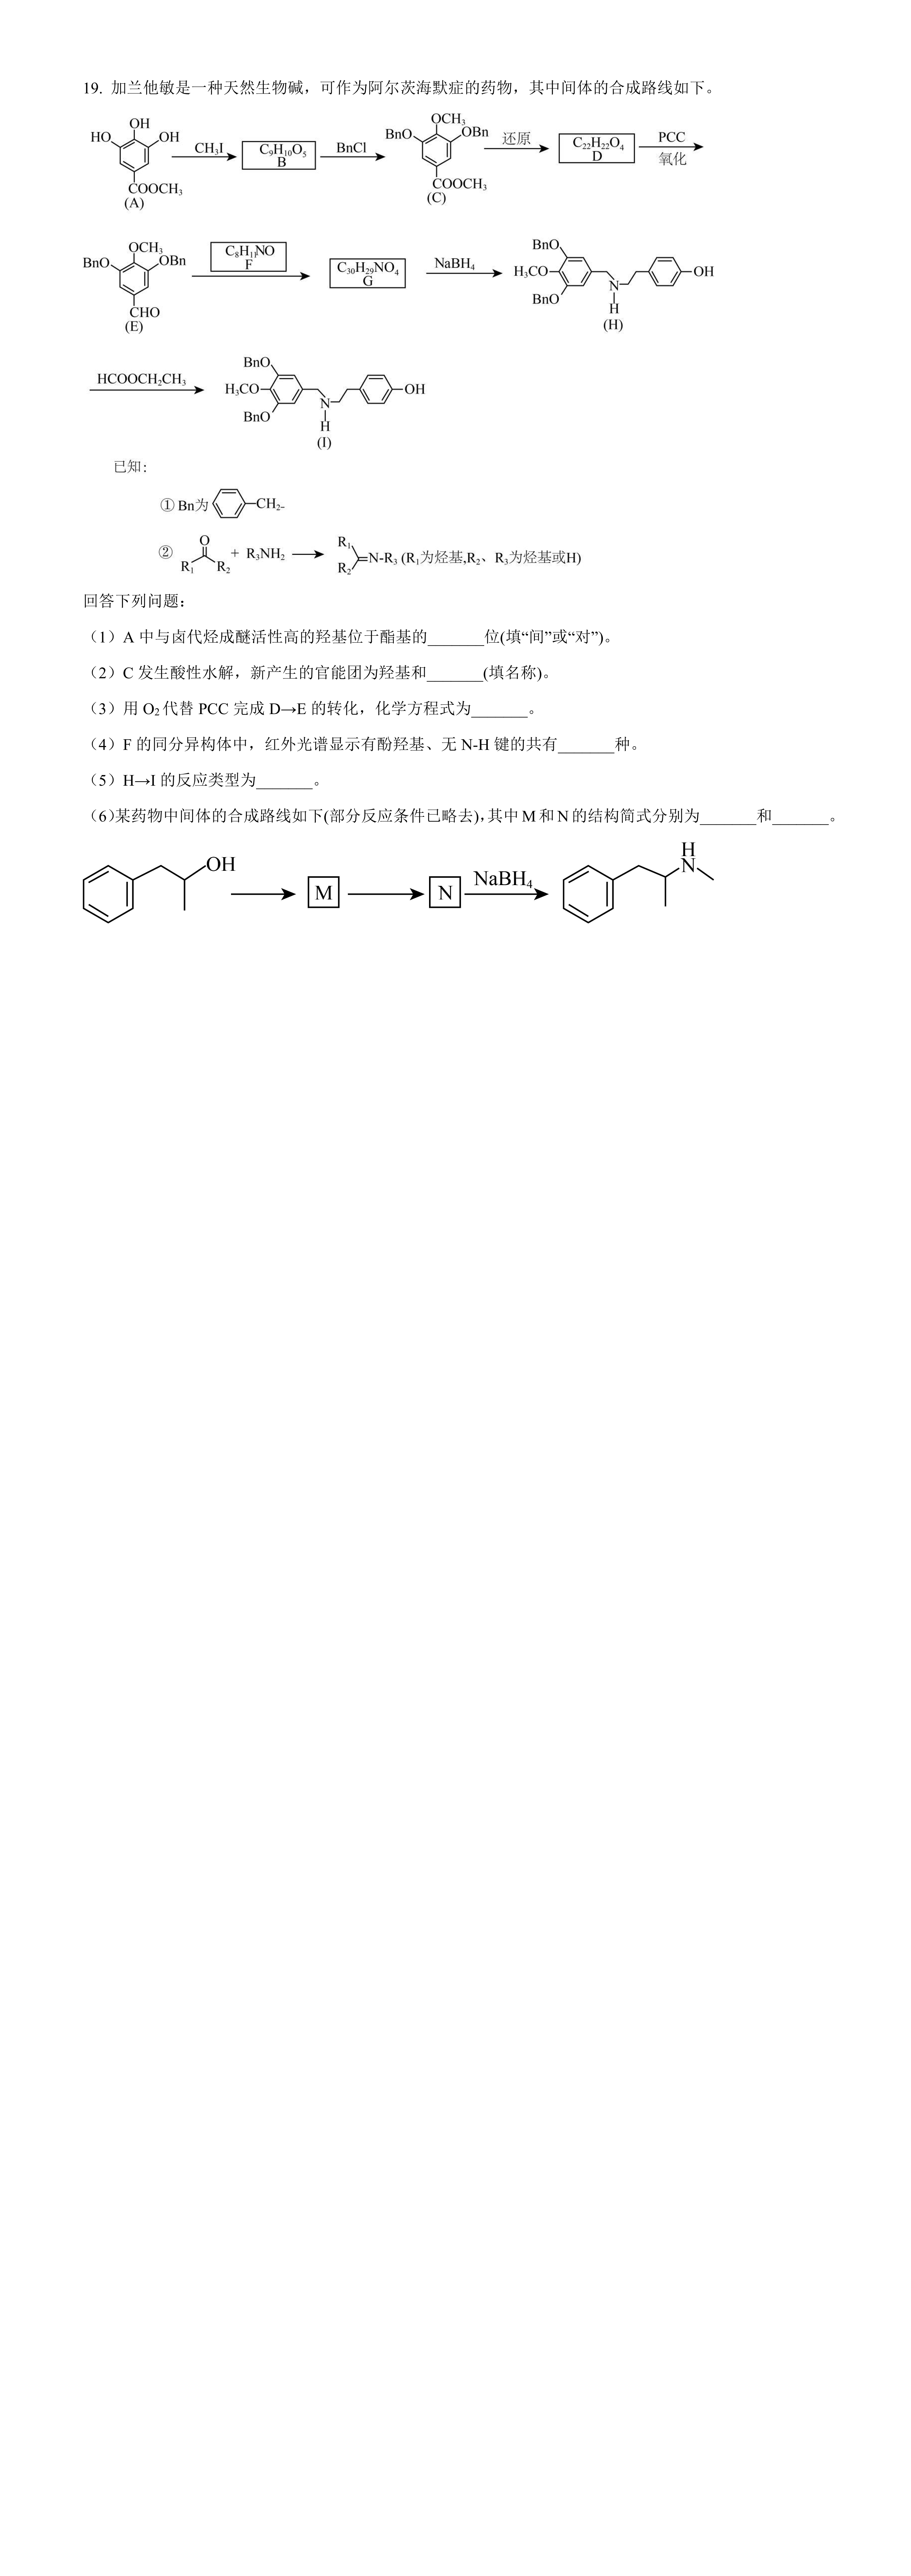 19. 加兰他敏是一种天然生物碱，可作为阿尔茨海默症的药物，其中间体的合成路线如下。
OH
HO OH
COOCH3
(A)
CH3I
C9H10O5
B
BnCl
OCH3
BnO OBn
COOCH3
(C)
还原
C22H22O4
D
PCC
氧化
OCH3
BnO OBn
CHO
(E)
C8H11NO
F
C30H29NO4
G
NaBH4
BnO
H3CO
BnO
N
H
OH
(H)
HCOOCH2CH3
BnO
H3CO
BnO
N
H
OH
(I)
已知:
①Bn为 CH2-
② O R1 R2 + R3NH2 R1 R2 =N-R3 (R1为烃基,R2、R3为烃基或H)
回答下列问题：
（1）A 中与卤代烃成醚活性高的羟基位于酯基的_______位(填“间”或“对”)。
（2）C 发生酸性水解，新产生的官能团为羟基和_______(填名称)。
（3）用 O2代替 PCC 完成 D→E 的转化，化学方程式为_______。
（4）F 的同分异构体中，红外光谱显示有酚羟基、无 N-H 键的共有_______种。
（5）H→I 的反应类型为_______。
（6）某药物中间体的合成路线如下(部分反应条件已略去)，其中 M 和 N 的结构简式分别为_______和_______。
OH M N NaBH4 H N